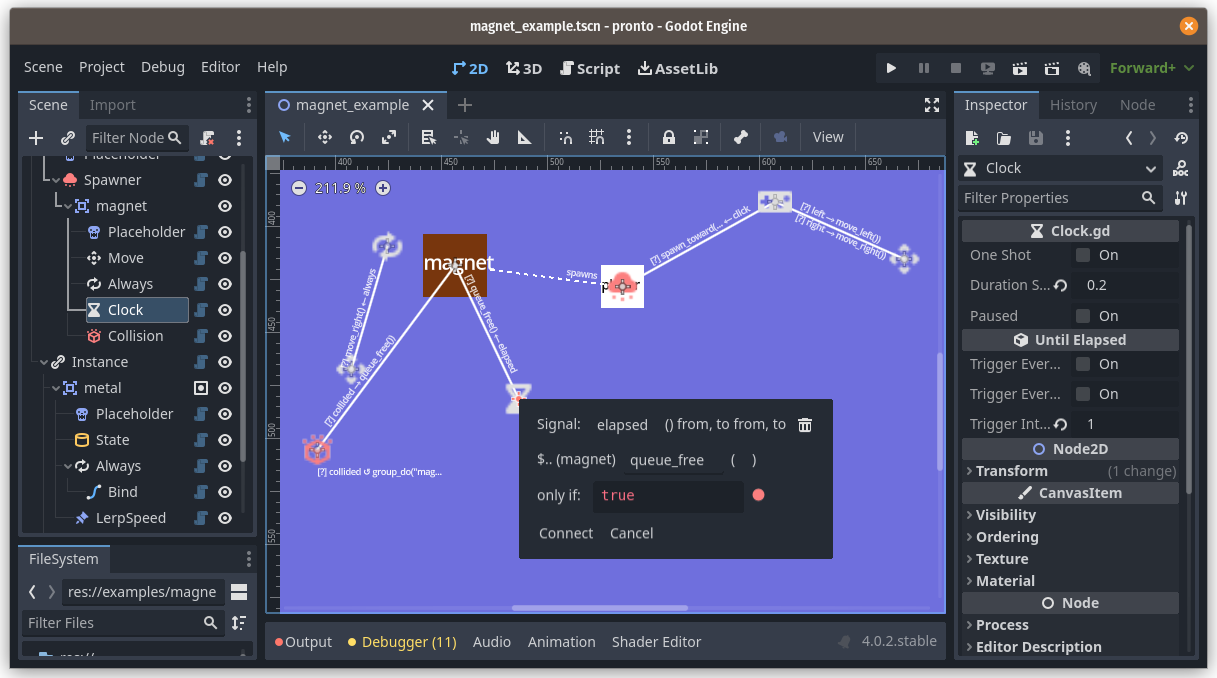 magnet_example.tscn - pronto - Godot Engine
Scene Project Debug Editor Help
2D 3D Script AssetLib
Forward+
Scene Import
Filter Node
Placeholder
Spawner
magnet
Placeholder
Move
Always
Clock
Collision
Instance
metal
Placeholder
State
Always
Bind
LerpSpeed
FileSystem
res://examples/magne
Filter Files
res://
magnet_example
View
400 450 500 550 600 650
400
450
500
550
211.9 %
magnet
spawns
[?] spawn_toward(... ← click
[?] left → move_left()
[?] right → move_right()
move_right() ← always
[?] queue_free() ← elapsed
[?] collided → queue_free()
[?] collided ↺ group_do("mag...
Signal: elapsed () from, to from, to
$.. (magnet) queue_free ( )
only if: true
Connect Cancel
Output Debugger (11) Audio Animation Shader Editor
4.0.2.stable
Inspector History Node
Clock
Filter Properties
Clock.gd
One Shot On
Duration S... 0.2
Paused On
Until Elapsed
Trigger Ever... On
Trigger Ever... On
Trigger Int... 1
Node2D
Transform (1 change)
CanvasItem
Visibility
Ordering
Texture
Material
Node
Process
Editor Description